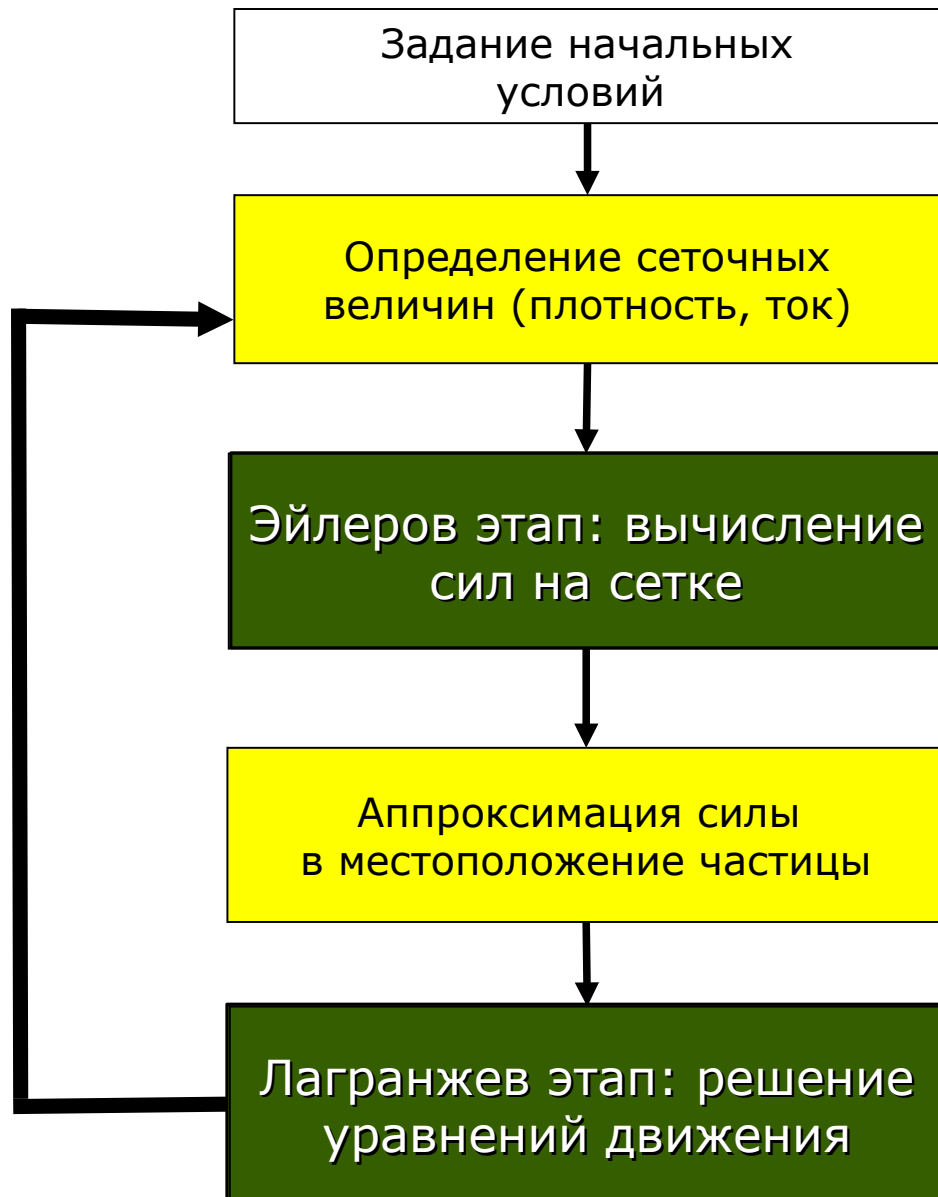 Задание начальных
условий
Определение сеточных
величин (плотность, ток)
Эйлеров этап: вычисление
сил на сетке
Аппроксимация силы
в местоположение частицы
Лагранжев этап: решение
уравнений движения